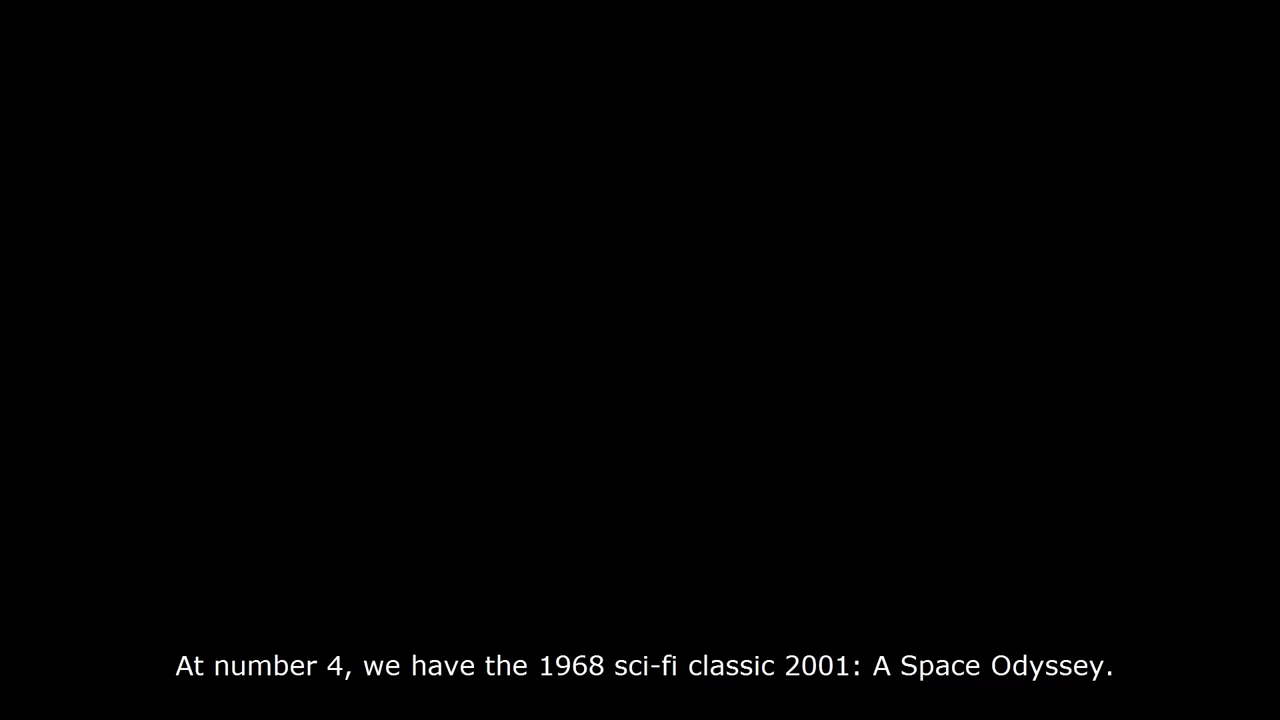 At number 4, we have the 1968 sci-fi classic 2001: A Space Odyssey.